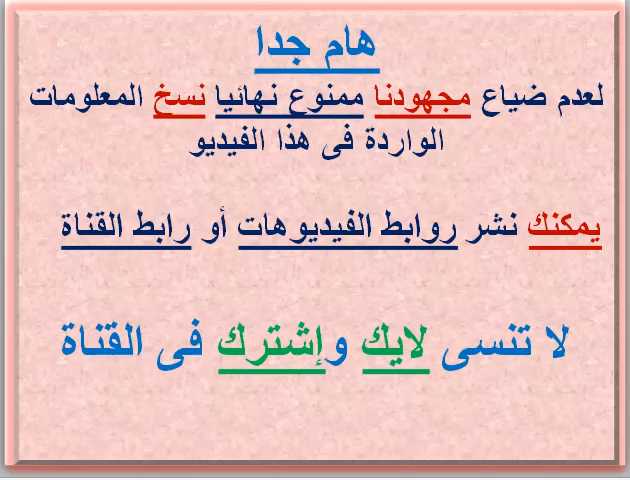 هام جدا
لعدم ضياع مجهودنا ممنوع نهائيا نسخ المعلومات
الواردة فى هذا الفيديو
يمكنك نشر روابط الفيديوهات أو رابط القناة
لا تنسى لايك وإشترك فى القناة